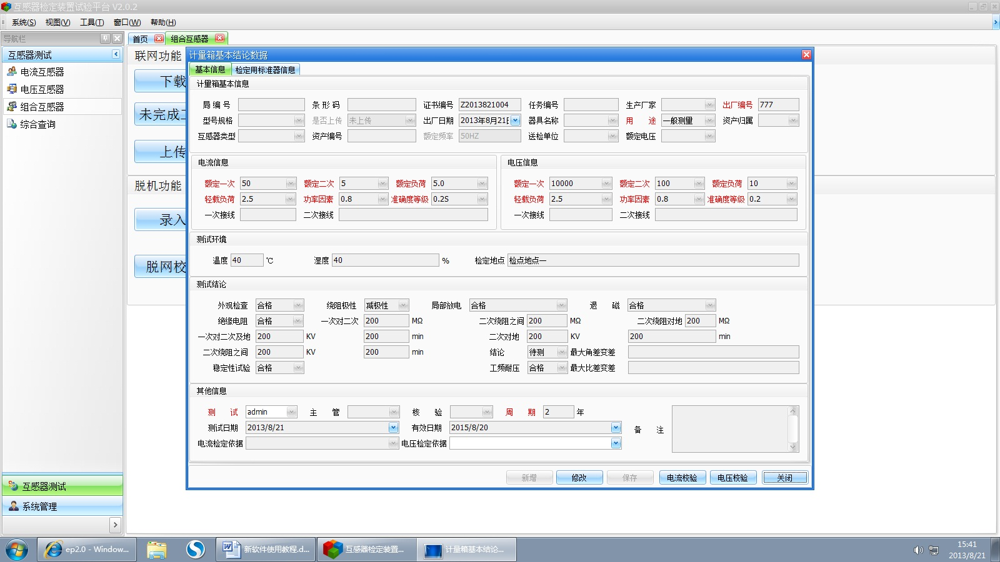 互感器检定装置试验平台 V2.0.2
系统(S) 视图(V) 工具(T) 窗口(W) 帮助(H)
导航栏
首页 组合互感器
互感器测试
电流互感器
电压互感器
组合互感器
综合查询
联网功能
下载
未完成
上传
脱机功能
录入
脱网校
计量箱基本结论数据
基本信息 检定用标准器信息
计量箱基本信息
局 编 号 条 形 码 证书编号 Z2013821004 任务编号 生产厂家 出厂编号 777
型号规格 是否上传 未上传 出厂日期 2013年8月21 器具名称 用 途 一般测量 资产归属
互感器类型 资产编号 额定频率 50HZ 送检单位 额定电压
电流信息
额定一次 50 额定二次 5 额定负荷 5.0
轻载负荷 2.5 功率因素 0.8 准确度等级 0.2S
一次接线 二次接线
电压信息
额定一次 10000 额定二次 100 额定负荷 10
轻载负荷 2.5 功率因素 0.8 准确度等级 0.2
一次接线 二次接线
测试环境
温度 40 ℃ 湿度 40 % 检定地点 检点地点一
测试结论
外观检查 合格 绕阻极性 减极性 局部放电 合格 退 磁 合格
绝缘电阻 合格 一次对二次 200 MΩ 二次绕阻之间 200 MΩ 二次绕阻对地 200 MΩ
一次对二次及地 200 KV 200 min 二次对地 200 KV 200 min
二次绕阻之间 200 KV 200 min 结论 待测 最大角差变差
稳定性试验 合格 工频耐压 合格 最大比差变差
其他信息
测 试 admin 主 管 核 验 周 期 2 年
测试日期 2013/8/21 有效日期 2015/8/20 备 注
电流检定依据 电压检定依据
新增 修改 保存 电流校验 电压校验 关闭
互感器测试
系统管理
ep2.0 - Window... 新软件使用教程.d... 互感器检定装置... 计量箱基本结论...
15:41
2013/8/21